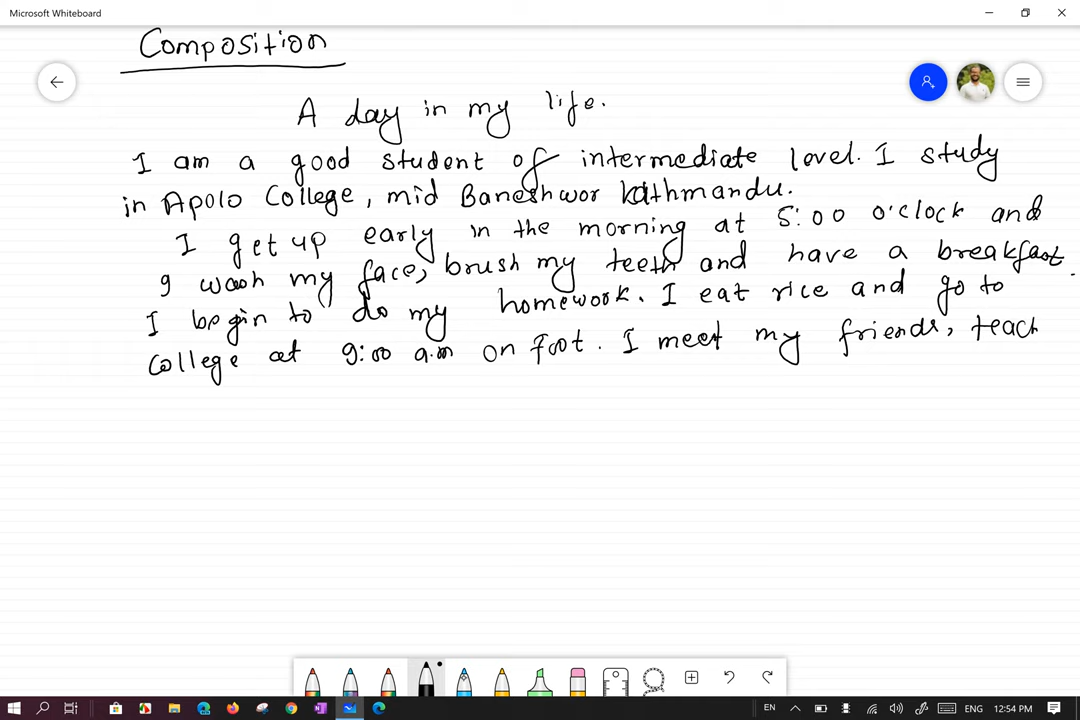 Microsoft Whiteboard
Composition
A day in my life.
I am a good student of intermediate level. I study
in Apolo College, mid Baneshwor Kathmandu.
I get up early in the morning at 5:00 o'clock and
I wash my face, brush my teeth and have a breakfast.
I begin to do my homework. I eat rice and go to
College at 9:00 a.m on foot. I meet my friends, teach
EN
ENG
12:54 PM